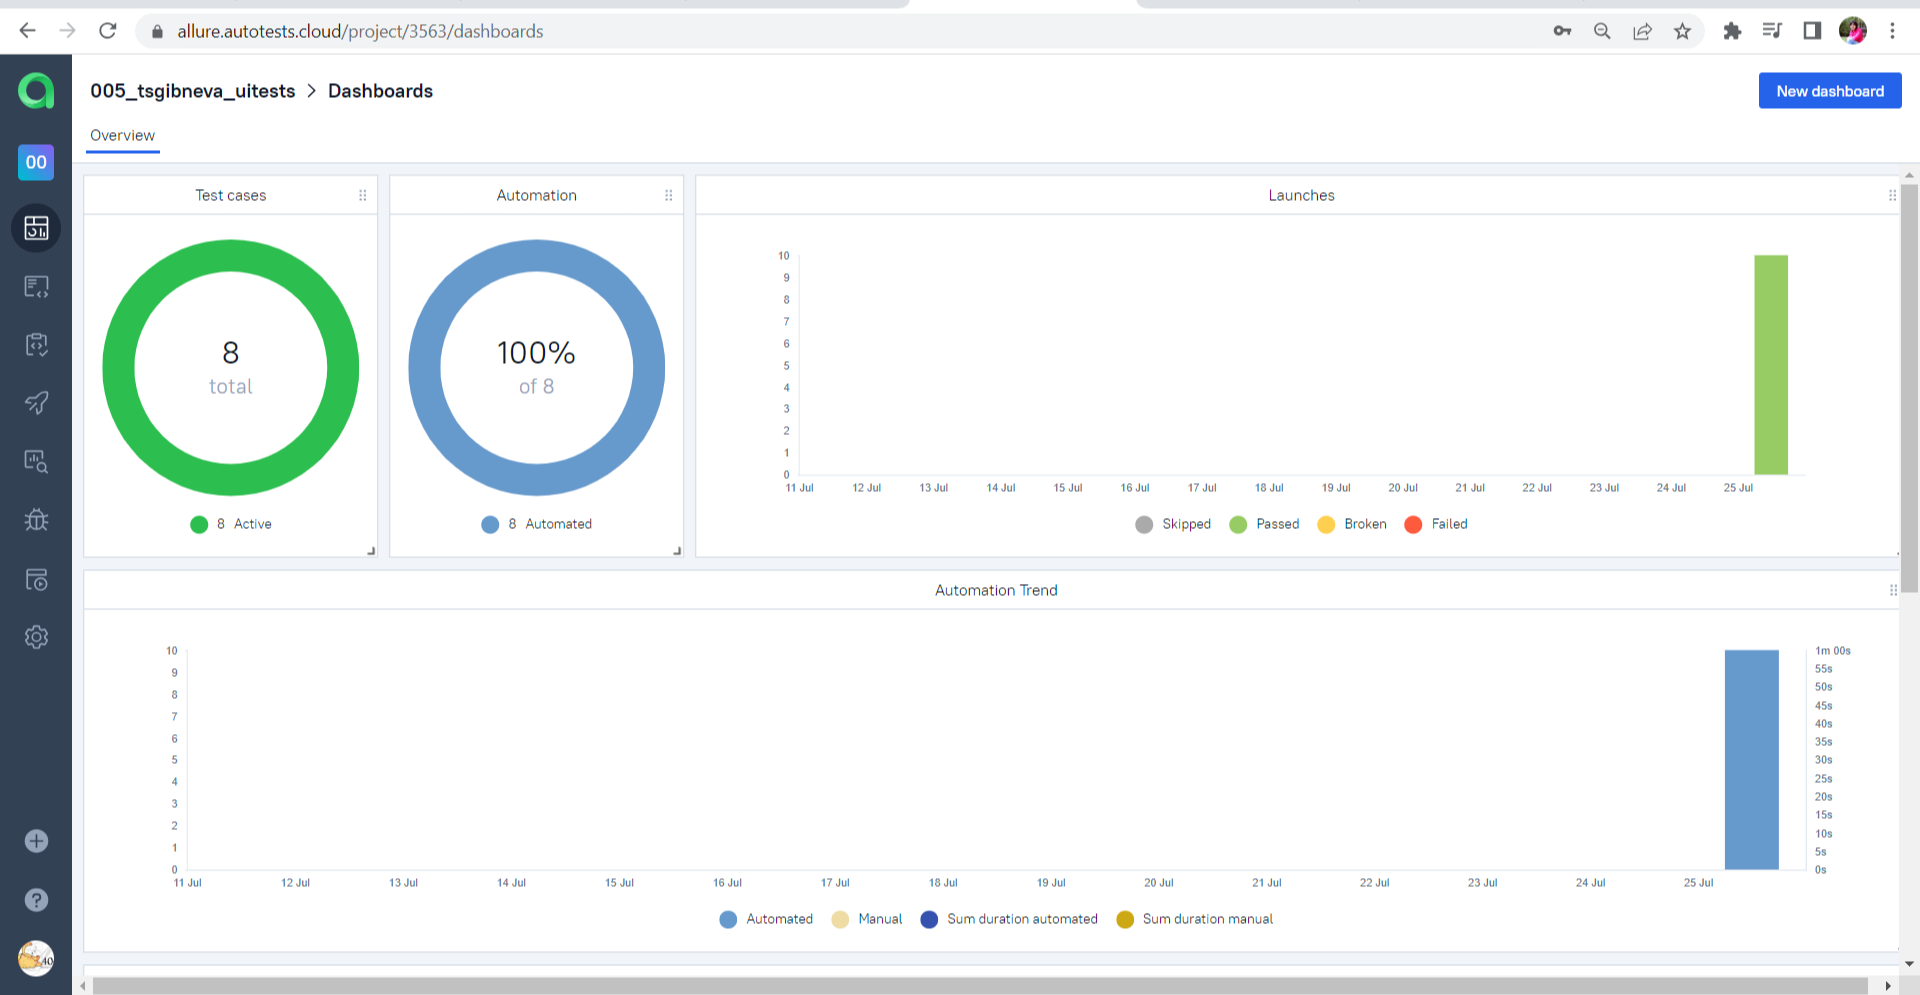 allure.autotests.cloud/project/3563/dashboards
005_tsgibneva_uitests > Dashboards
New dashboard
Overview
00
Test cases
8
total
8 Active
Automation
100%
of 8
8 Automated
Launches
10
9
8
7
6
5
4
3
2
1
0
11 Jul 12 Jul 13 Jul 14 Jul 15 Jul 16 Jul 17 Jul 18 Jul 19 Jul 20 Jul 21 Jul 22 Jul 23 Jul 24 Jul 25 Jul
Skipped Passed Broken Failed
Automation Trend
10 1m 00s
9 55s
8 50s
7 45s
6 40s
5 35s
4 30s
3 25s
2 20s
1 15s
0 10s
5s
0s
11 Jul 12 Jul 13 Jul 14 Jul 15 Jul 16 Jul 17 Jul 18 Jul 19 Jul 20 Jul 21 Jul 22 Jul 23 Jul 24 Jul 25 Jul
Automated Manual Sum duration automated Sum duration manual